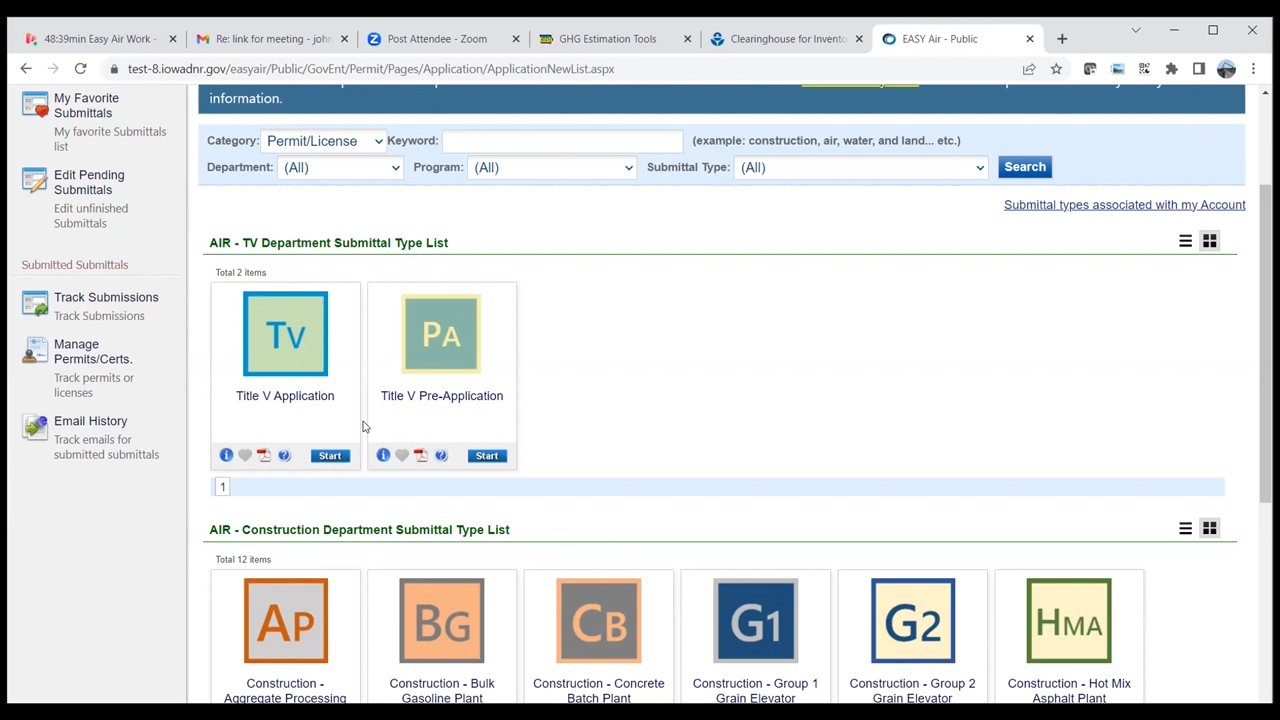 48:39min Easy Air Work -
Re: link for meeting - john
Post Attendee - Zoom
GHG Estimation Tools
Clearinghouse for Invento
EASY Air - Public
test-8.iowadnr.gov/easyair/Public/GovEnt/Permit/Pages/Application/ApplicationNewList.aspx
My Favorite
Submittals
My favorite Submittals
list
Edit Pending
Submittals
Edit unfinished
Submittals
Submitted Submittals
Track Submissions
Track Submissions
Manage
Permits/Certs.
Track permits or
licenses
Email History
Track emails for
submitted submittals
information.
Category: Permit/License Keyword: (example: construction, air, water, and land... etc.)
Department: (All) Program: (All) Submittal Type: (All) Search
Submittal types associated with my Account
AIR - TV Department Submittal Type List
Total 2 items
TV
PA
Title V Application
Title V Pre-Application
Start
Start
1
AIR - Construction Department Submittal Type List
Total 12 items
AP
BG
CB
G1
G2
HMA
Construction -
Aggregate Processing
Construction - Bulk
Gasoline Plant
Construction - Concrete
Batch Plant
Construction - Group 1
Grain Elevator
Construction - Group 2
Grain Elevator
Construction - Hot Mix
Asphalt Plant